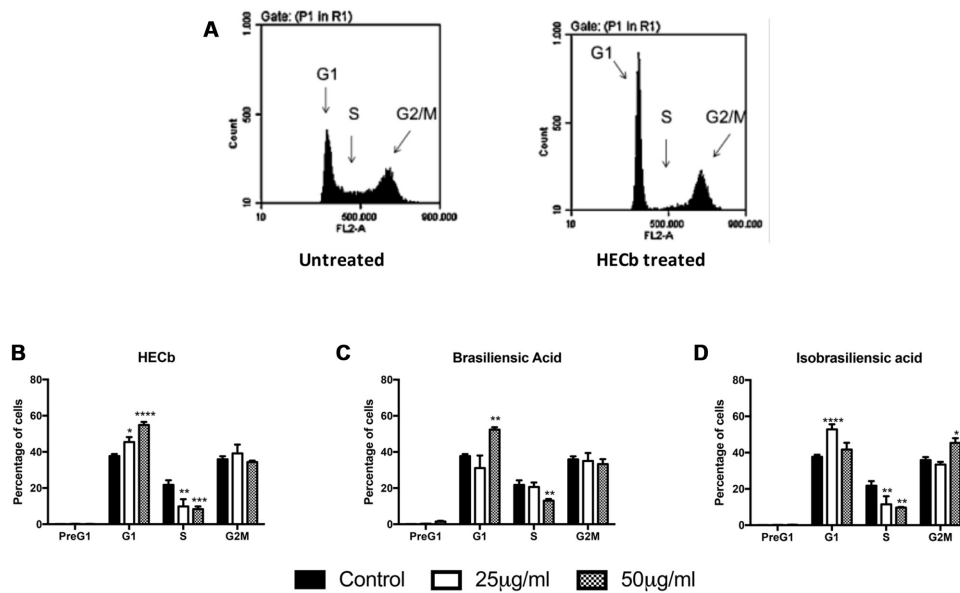 A
Gate: (P1 in R1)
1.000
500
10
Count
G1
S
G2/M
10
500.000
900.000
FL2-A
Untreated
Gate: (P1 in R1)
1.000
500
10
Count
G1
S
G2/M
10
500.000
900.000
FL2-A
HECb treated
B
HECb
Percentage of cells
80
60
40
20
0
*
****
**
***
PreG1
G1
S
G2M
C
Brasiliensic Acid
Percentage of cells
80
60
40
20
0
**
**
PreG1
G1
S
G2M
D
Isobrasiliensic acid
Percentage of cells
80
60
40
20
0
****
**
**
*
PreG1
G1
S
G2M
Control
25µg/ml
50µg/ml